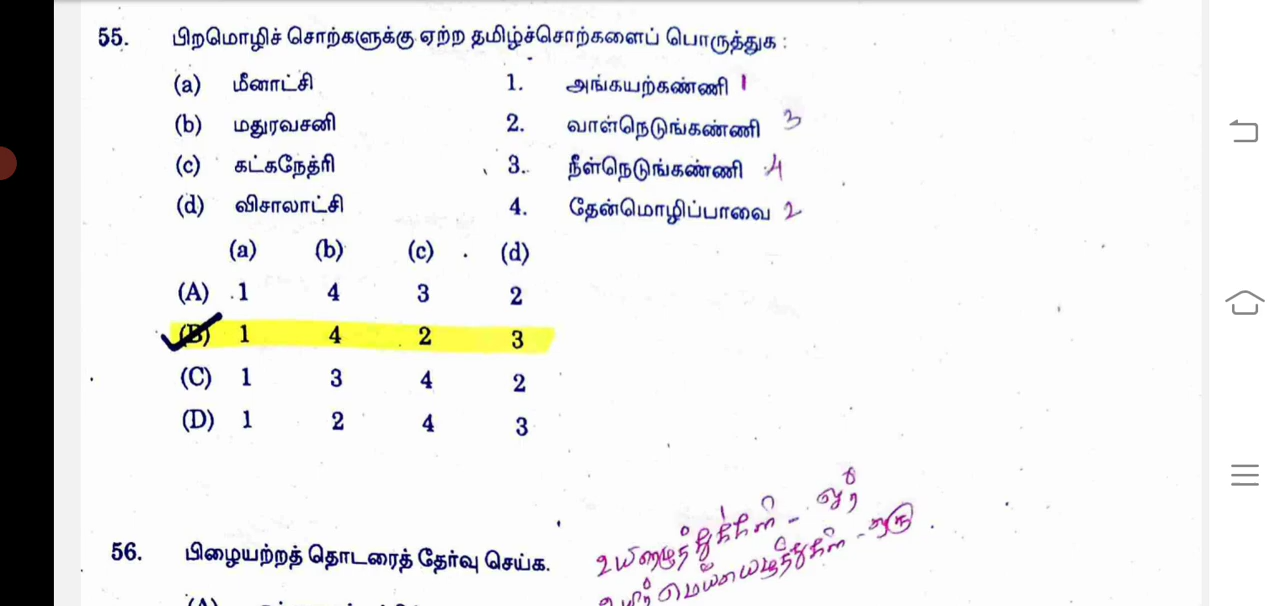 55. பிறமொழிச் சொற்களுக்கு ஏற்ற தமிழ்ச்சொற்களைப் பொருத்துக :
(a) மீனாட்சி 1. அங்கயற்கண்ணி 1
(b) மதுரவசனி 2. வாள்நெடுங்கண்ணி 3
(c) கட்கநேத்ரி 3. நீள்நெடுங்கண்ணி 4
(d) விசாலாட்சி 4. தேன்மொழிப்பாவை 2
(a) (b) (c) (d)
(A) 1 4 3 2
(B) 1 4 2 3
(C) 1 3 4 2
(D) 1 2 4 3
56. பிழையற்றத் தொடரைத் தேர்வு செய்க.